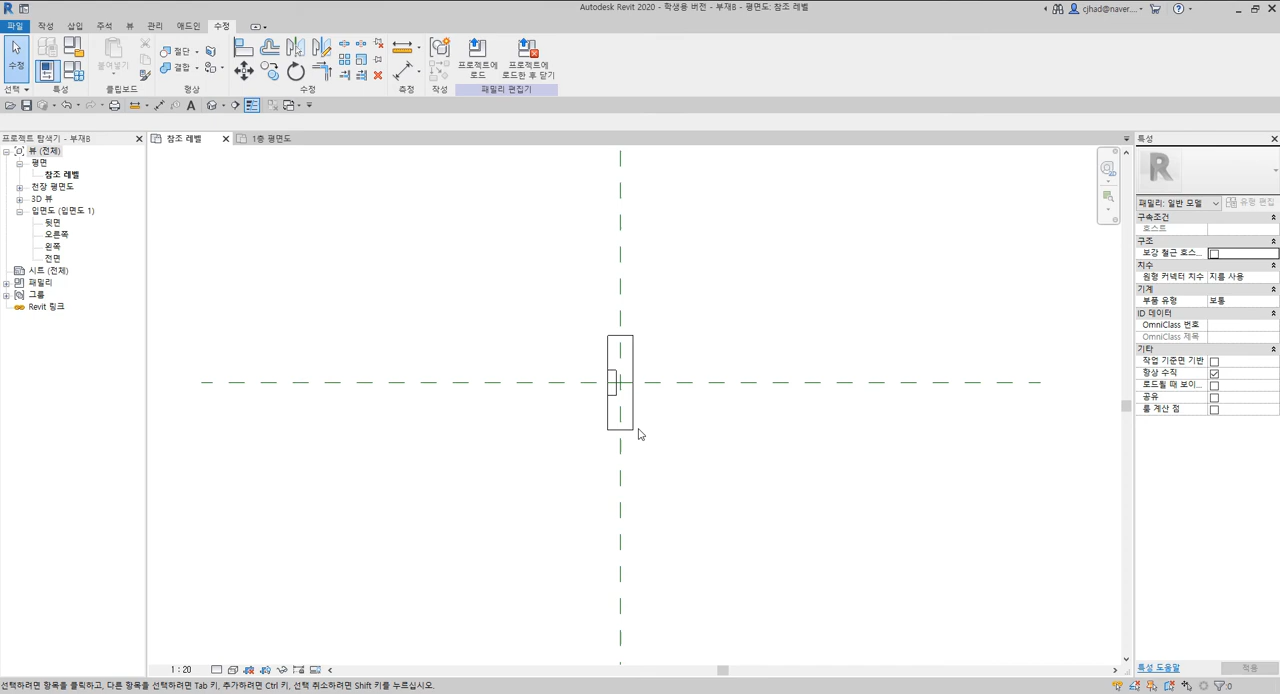 Autodesk Revit 2020 - 학생용 버전 - 부재B - 평면도: 참조 레벨
cjhad@naver....
파일 작성 삽입 주석 뷰 관리 애드인 수정
수정
붙여넣기
절단
결합
프로젝트에 로드
프로젝트에 로드한 후 닫기
선택 특성 클립보드 형상 수정 측정 작성 패밀리 편집기
프로젝트 탐색기 - 부재B
참조 레벨
1층 평면도
특성
뷰 (전체)
평면
참조 레벨
천장 평면도
3D 뷰
입면도 (입면도 1)
뒷면
오른쪽
왼쪽
전면
시트 (전체)
패밀리
그룹
Revit 링크
2D
R
패밀리: 일반 모델
유형 편집
구속조건
호스트
구조
보강 철근 호스...
치수
원형 커넥터 치수 지름 사용
기계
부품 유형 보통
ID 데이터
OmniClass 번호
OmniClass 제목
기타
작업 기준면 기반
항상 수직
로드될 때 보이...
공유
룸 계산 점
특성 도움말
적용
1 : 20
선택하려면 항목을 클릭하고, 다른 항목을 선택하려면 Tab 키, 추가하려면 Ctrl 키, 선택 취소하려면 Shift 키를 누르십시오.
:0